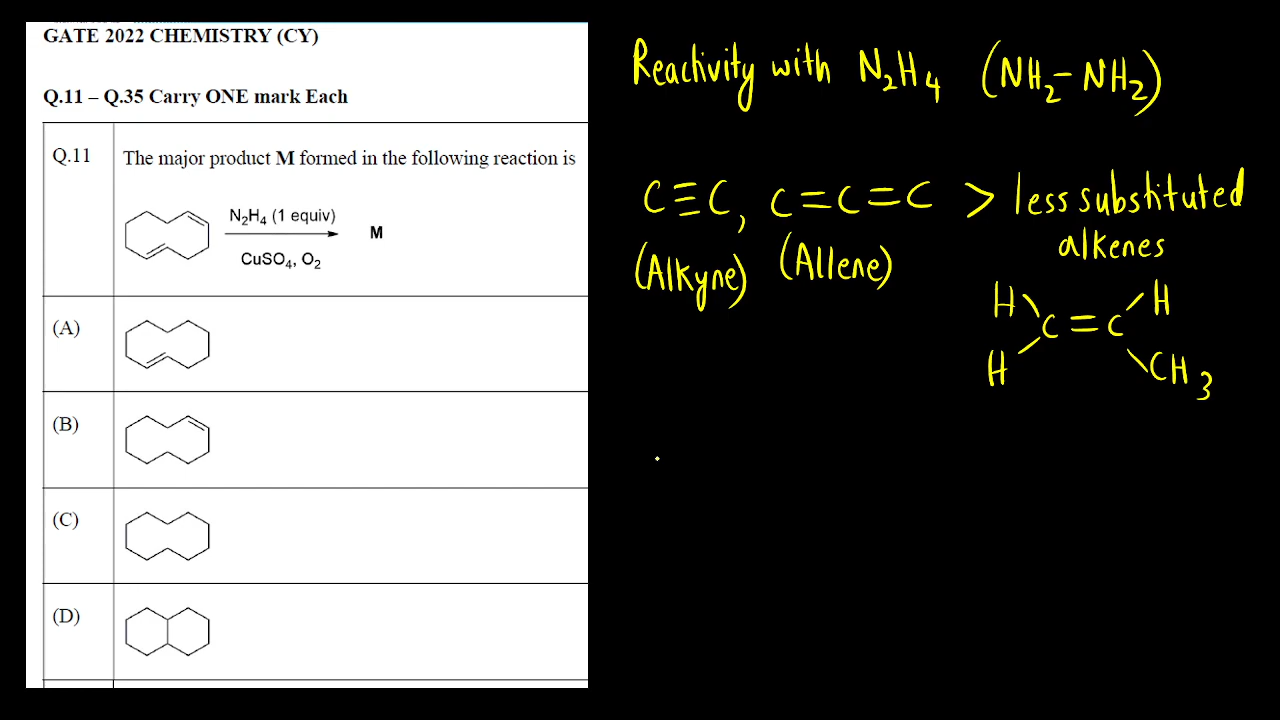 GATE 2022 CHEMISTRY (CY)
Q.11 – Q.35 Carry ONE mark Each
Q.11 The major product M formed in the following reaction is
N₂H₄ (1 equiv)
M
CuSO₄, O₂
(A)
(B)
(C)
(D)
Reactivity with N₂H₄ (NH₂-NH₂)
C≡C, C=C=C > less substituted
(Alkyne) (Allene) alkenes
H H
C=C
H CH₃